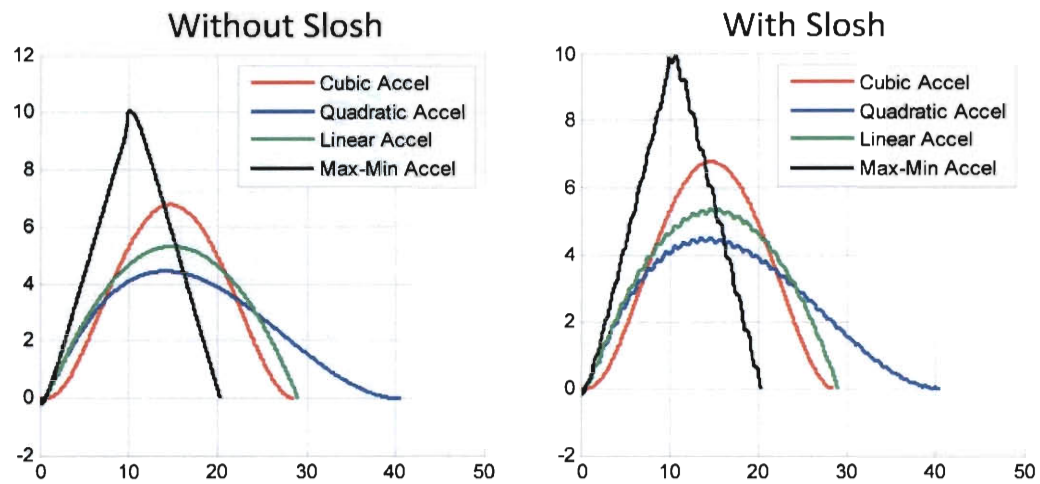 Without Slosh
12
10
8
6
4
2
0
-2
0 10 20 30 40 50
Cubic Accel
Quadratic Accel
Linear Accel
Max-Min Accel
With Slosh
10
8
6
4
2
0
-2
0 10 20 30 40 50
Cubic Accel
Quadratic Accel
Linear Accel
Max-Min Accel